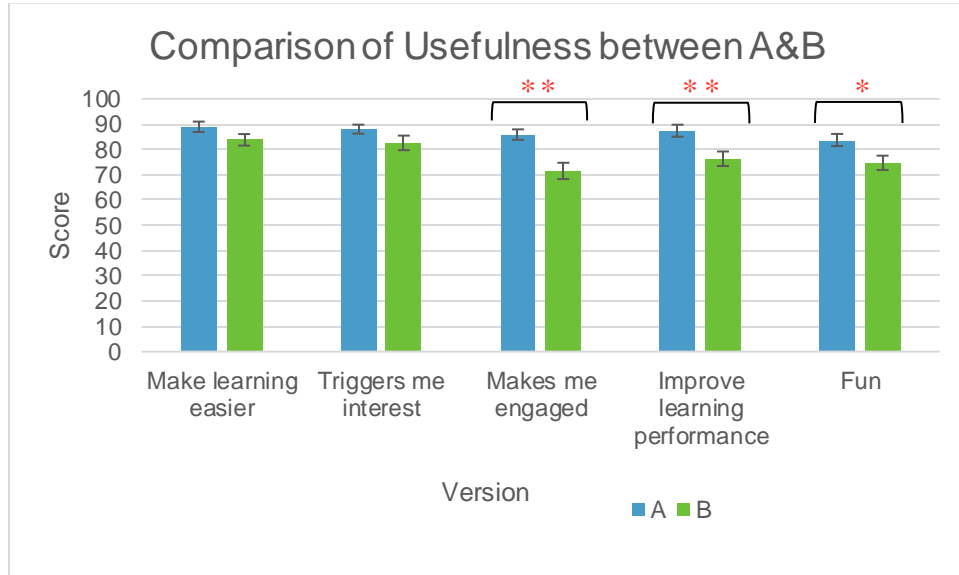 Comparison of Usefulness between A&B
** ** *
100
90
80
70
60
50
40
30
20
10
0
Score
Make learning
easier
Triggers me
interest
Makes me
engaged
Improve
learning
performance
Fun
Version
A B